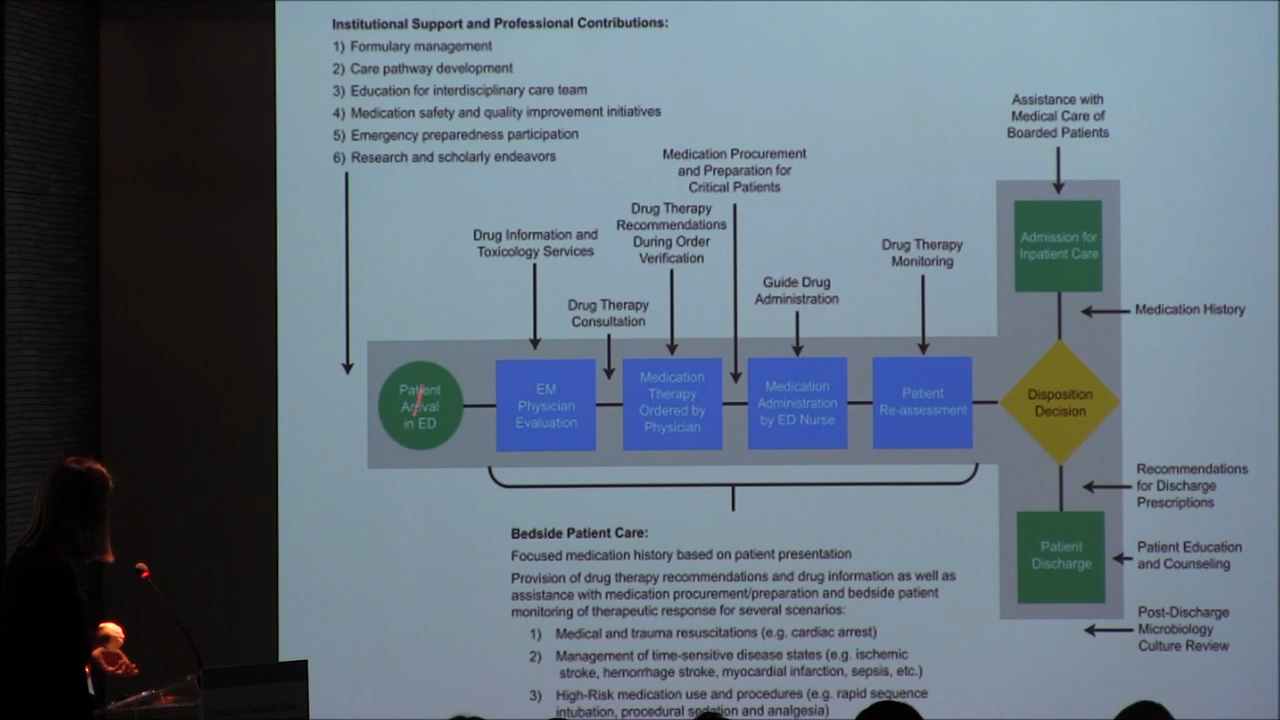 Institutional Support and Professional Contributions:
1) Formulary management
2) Care pathway development
3) Education for interdisciplinary care team
4) Medication safety and quality improvement initiatives
5) Emergency preparedness participation
6) Research and scholarly endeavors
Assistance with
Medical Care of
Boarded Patients
Medication Procurement
and Preparation for
Critical Patients
Drug Therapy
Recommendations
During Order
Verification
Drug Information and
Toxicology Services
Drug Therapy
Monitoring
Guide Drug
Administration
Drug Therapy
Consultation
Admission for
Inpatient Care
Medication History
Patient
Arrival
in ED
EM
Physician
Evaluation
Medication
Therapy
Ordered by
Physician
Medication
Administration
by ED Nurse
Patient
Re-assessment
Disposition
Decision
Recommendations
for Discharge
Prescriptions
Patient
Discharge
Patient Education
and Counseling
Post-Discharge
Microbiology
Culture Review
Bedside Patient Care:
Focused medication history based on patient presentation
Provision of drug therapy recommendations and drug information as well as
assistance with medication procurement/preparation and bedside patient
monitoring of therapeutic response for several scenarios:
1) Medical and trauma resuscitations (e.g. cardiac arrest)
2) Management of time-sensitive disease states (e.g. ischemic
stroke, hemorrhage stroke, myocardial infarction, sepsis, etc.)
3) High-Risk medication use and procedures (e.g. rapid sequence
intubation, procedural sedation and analgesia)